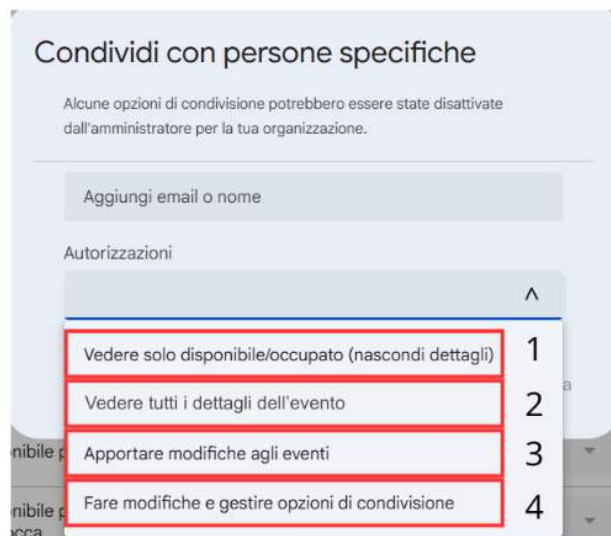 Condividi con persone specifiche
Alcune opzioni di condivisione potrebbero essere state disattivate
dall'amministratore per la tua organizzazione.
Aggiungi email o nome
Autorizzazioni
^
Vedere solo disponibile/occupato (nascondi dettagli) 1
a
Vedere tutti i dettagli dell'evento 2
Apportare modifiche agli eventi 3
Fare modifiche e gestire opzioni di condivisione 4